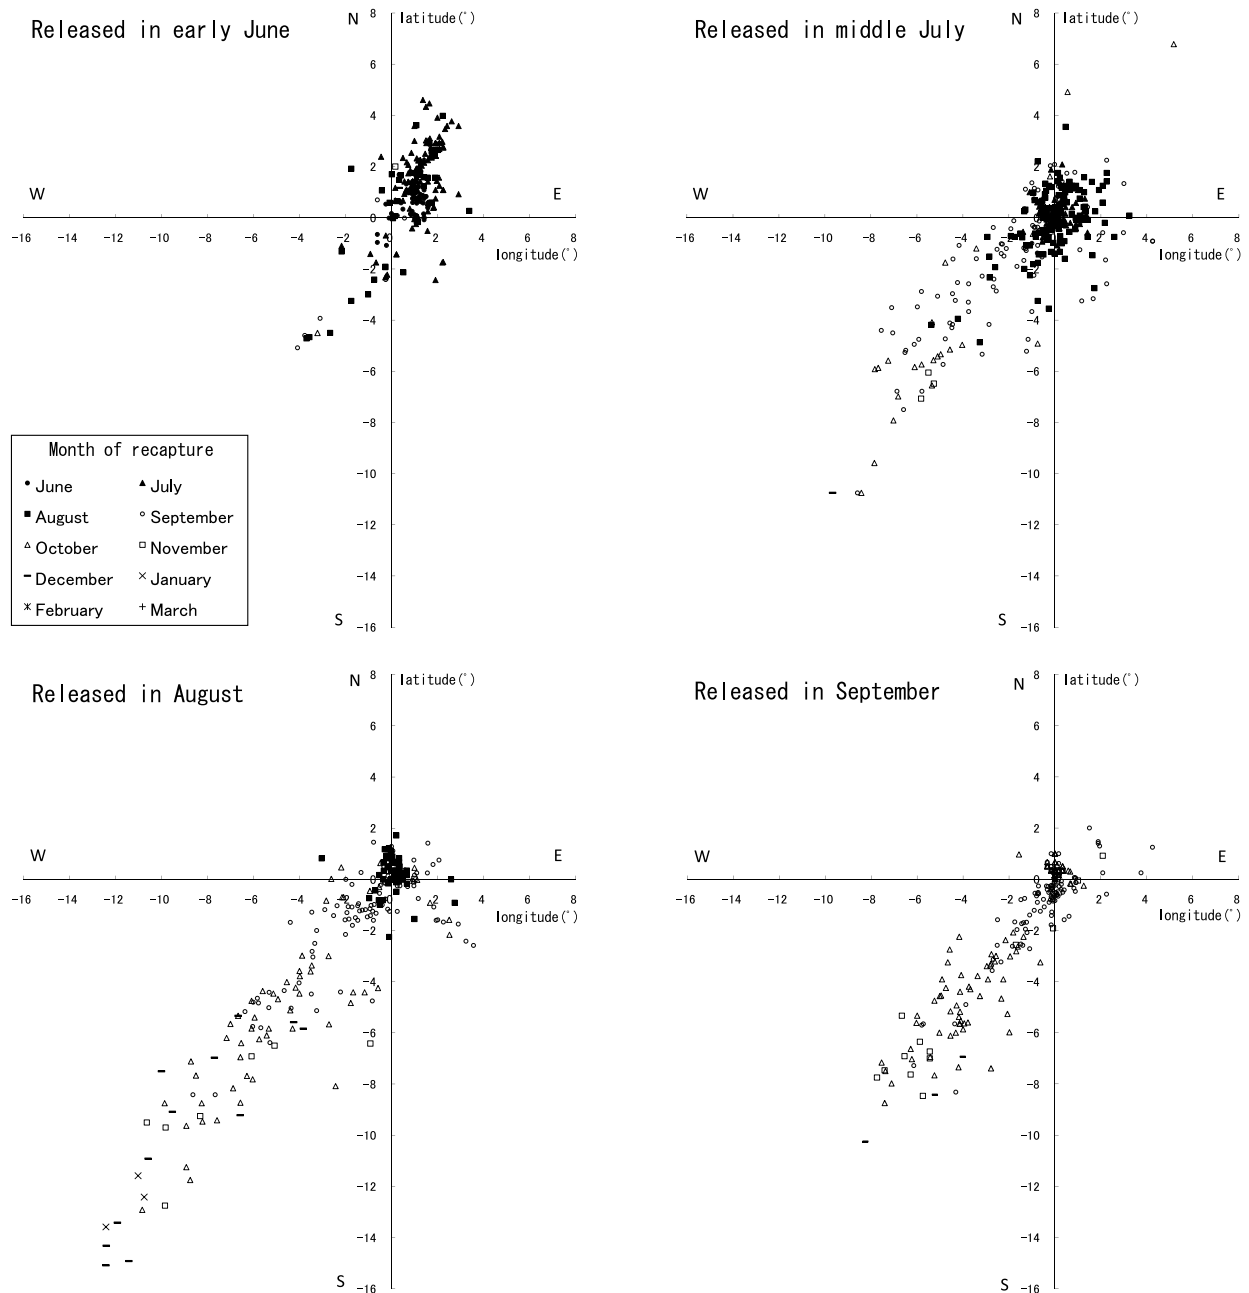 Released in early June
N
latitude(°)
8
6
4
2
0
-2
-4
-6
-8
-10
-12
-14
-16
W
E
S
-16 -14 -12 -10 -8 -6 -4 -2 0 2 4 6 8
longitude(°)
Released in middle July
N
latitude(°)
8
6
4
2
0
-2
-4
-6
-8
-10
-12
-14
-16
W
E
S
-16 -14 -12 -10 -8 -6 -4 -2 0 2 4 6 8
longitude(°)
Month of recapture
June July
August September
October November
December January
February March
Released in August
N
latitude(°)
8
6
4
2
0
-2
-4
-6
-8
-10
-12
-14
-16
W
E
S
-16 -14 -12 -10 -8 -6 -4 -2 0 2 4 6 8
longitude(°)
Released in September
N
latitude(°)
8
6
4
2
0
-2
-4
-6
-8
-10
-12
-14
-16
W
E
S
-16 -14 -12 -10 -8 -6 -4 -2 0 2 4 6 8
longitude(°)